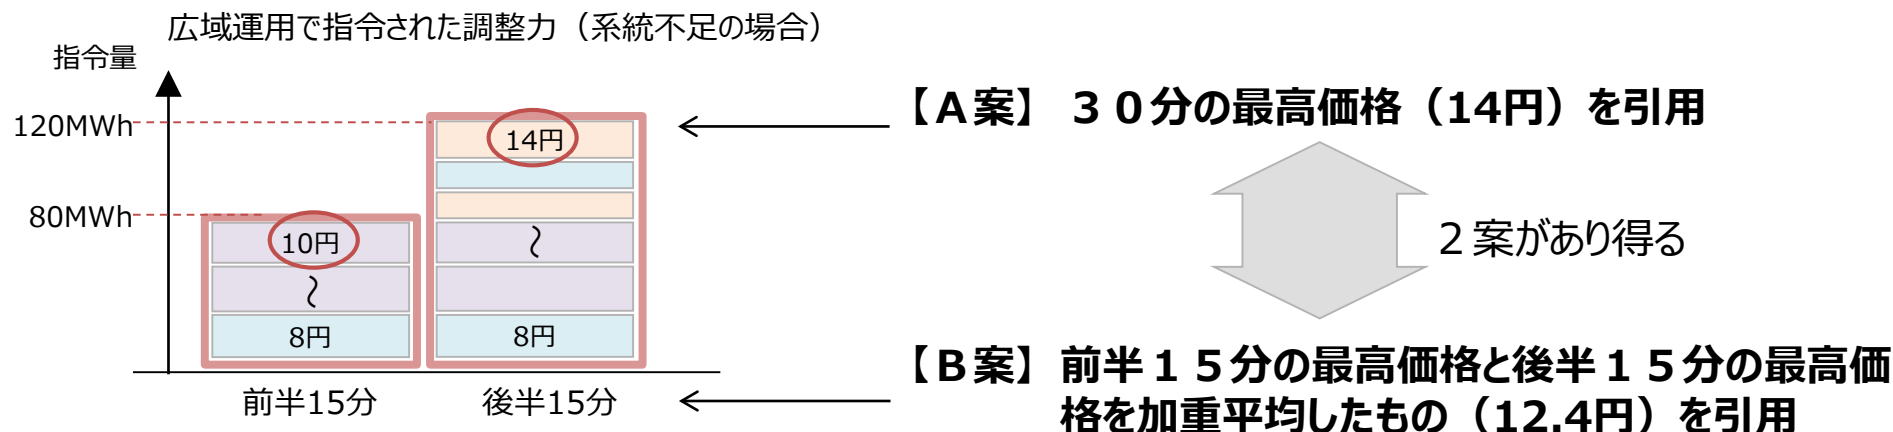 広域運用で指令された調整力（系統不足の場合）
指令量
120MWh
80MWh
14円
10円
～
～
8円
8円
前半15分
後半15分
【Ａ案】 ３０分の最高価格（14円）を引用
２案があり得る
【Ｂ案】 前半１５分の最高価格と後半１５分の最高価
格を加重平均したもの（12.4円）を引用